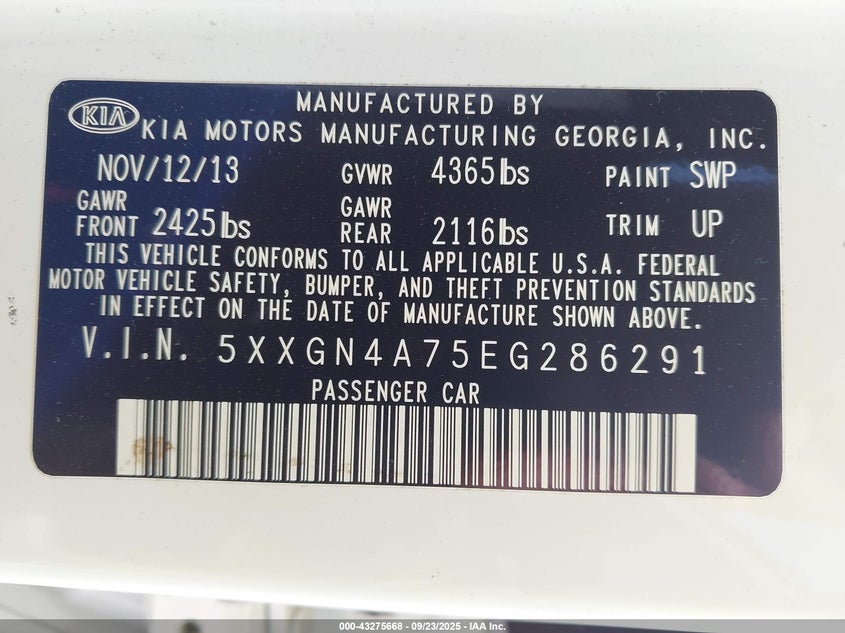 MANUFACTURED BY
KIA KIA MOTORS MANUFACTURING GEORGIA, INC.
NOV/12/13 GVWR 4365lbs PAINT SWP
GAWR FRONT 2425lbs GAWR REAR 2116lbs TRIM UP
THIS VEHICLE CONFORMS TO ALL APPLICABLE U.S.A. FEDERAL
MOTOR VEHICLE SAFETY, BUMPER, AND THEFT PREVENTION STANDARDS
IN EFFECT ON THE DATE OF MANUFACTURE SHOWN ABOVE.
V.I.N. 5XXGN4A75EG286291
PASSENGER CAR
000-43275668 - 09/23/2025 - IAA Inc.